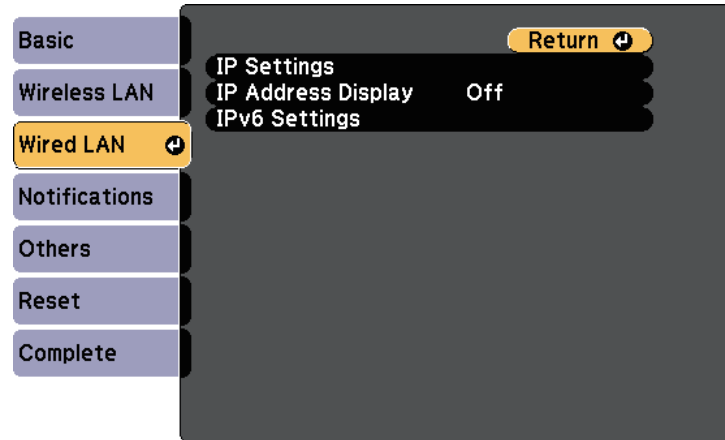 Basic
Wireless LAN
Wired LAN
Notifications
Others
Reset
Complete
Return
IP Settings
IP Address Display Off
IPv6 Settings